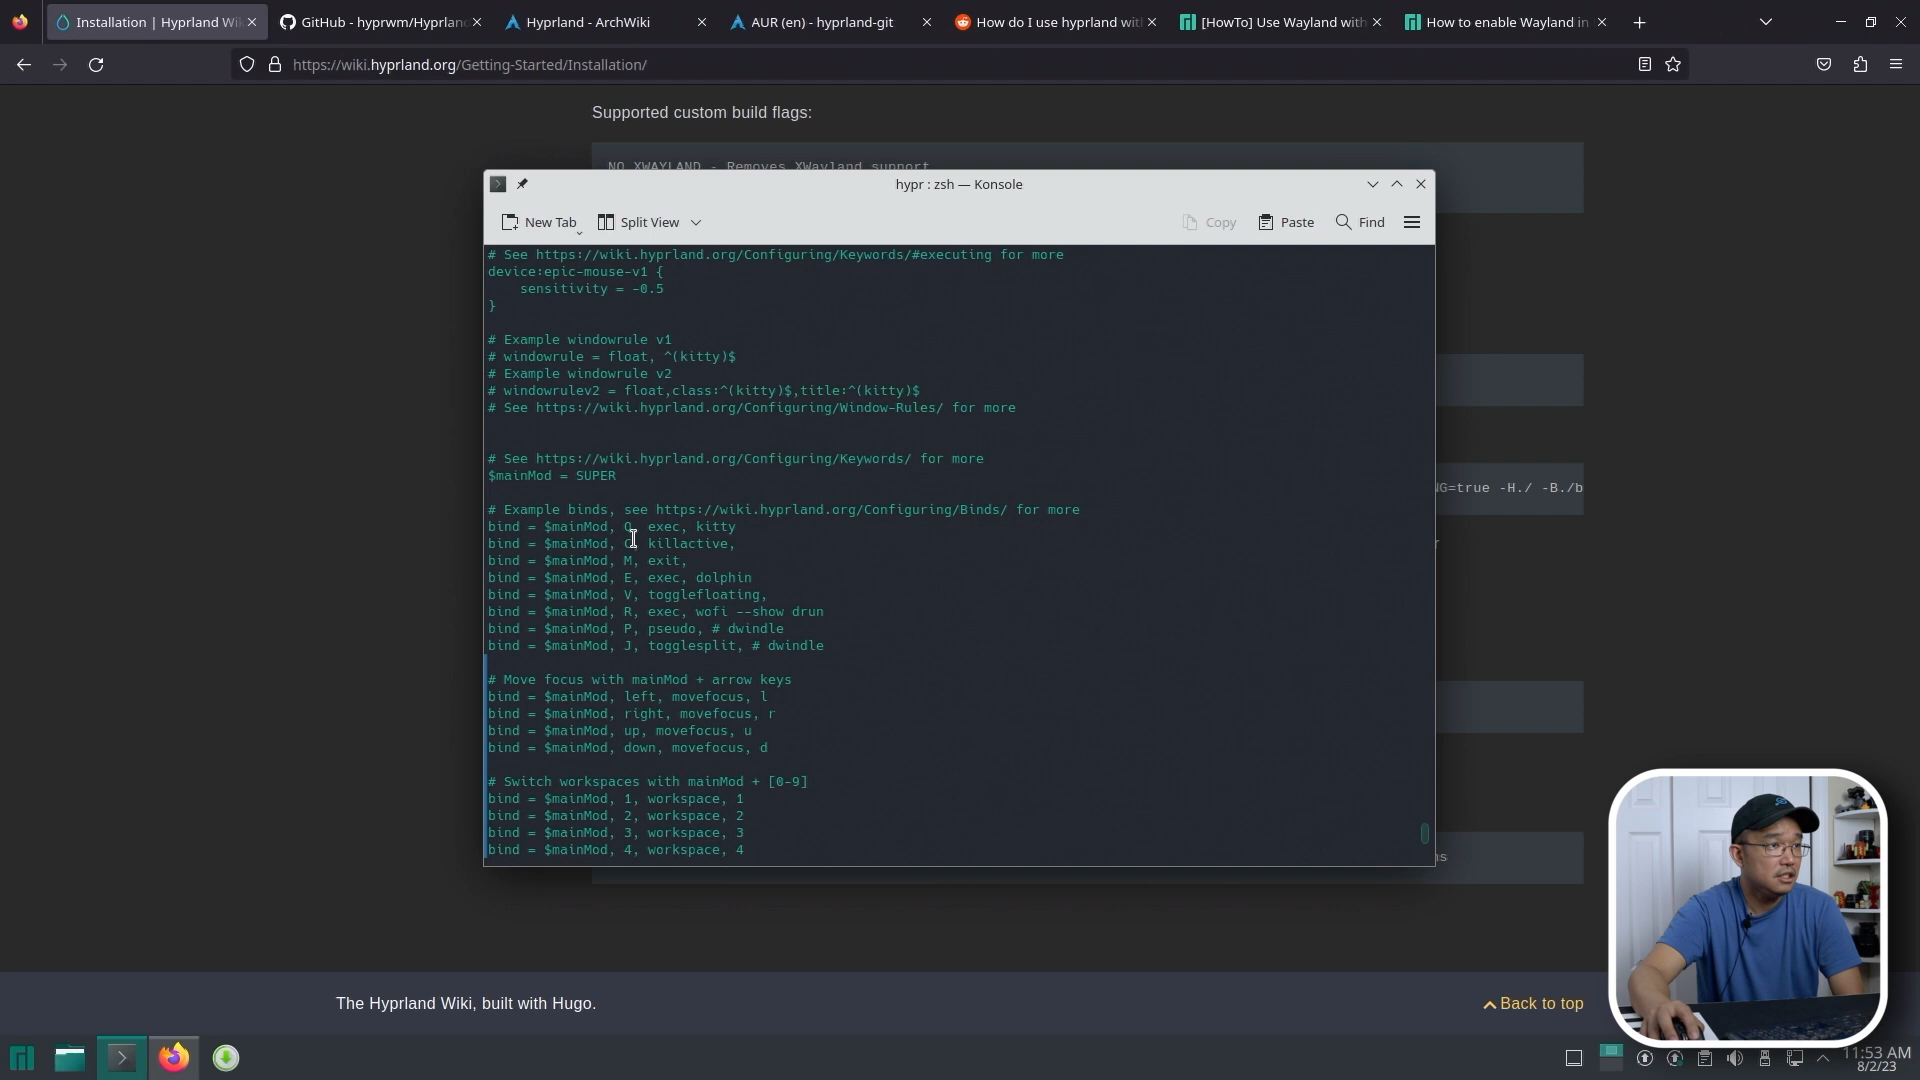 Installation | Hyprland Wi
GitHub - hyprwm/Hyprland
Hyprland - ArchWiki
AUR (en) - hyprland-git
How do I use hyprland wit
[HowTo] Use Wayland with
How to enable Wayland in
https://wiki.hyprland.org/Getting-Started/Installation/
Supported custom build flags:
NO_XWAYLAND - Removes XWayland support
hypr : zsh — Konsole
New Tab
Split View
Copy
Paste
Find
# See https://wiki.hyprland.org/Configuring/Keywords/#executing for more
device:epic-mouse-v1 {
sensitivity = -0.5
}
# Example windowrule v1
# windowrule = float, ^(kitty)$
# Example windowrule v2
# windowrulev2 = float,class:^(kitty)$,title:^(kitty)$
# See https://wiki.hyprland.org/Configuring/Window-Rules/ for more
# See https://wiki.hyprland.org/Configuring/Keywords/ for more
$mainMod = SUPER
# Example binds, see https://wiki.hyprland.org/Configuring/Binds/ for more
bind = $mainMod, Q, exec, kitty
bind = $mainMod, C, killactive,
bind = $mainMod, M, exit,
bind = $mainMod, E, exec, dolphin
bind = $mainMod, V, togglefloating,
bind = $mainMod, R, exec, wofi --show drun
bind = $mainMod, P, pseudo, # dwindle
bind = $mainMod, J, togglesplit, # dwindle
# Move focus with mainMod + arrow keys
bind = $mainMod, left, movefocus, l
bind = $mainMod, right, movefocus, r
bind = $mainMod, up, movefocus, u
bind = $mainMod, down, movefocus, d
# Switch workspaces with mainMod + [0-9]
bind = $mainMod, 1, workspace, 1
bind = $mainMod, 2, workspace, 2
bind = $mainMod, 3, workspace, 3
bind = $mainMod, 4, workspace, 4
NG=true -H./ -B./b
r
ns
The Hyprland Wiki, built with Hugo.
Back to top
11:53 AM
8/2/23